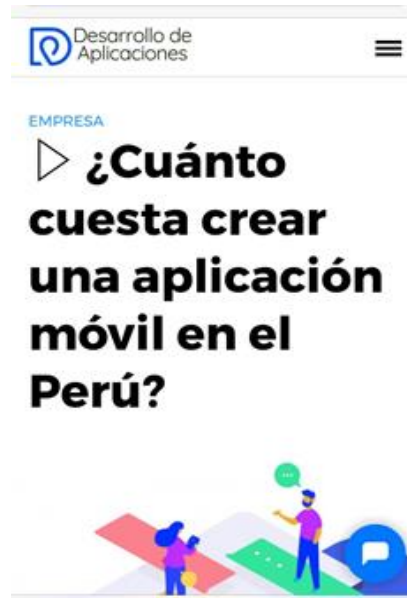 Desarrollo de
Aplicaciones
EMPRESA
¿Cuánto
cuesta crear
una aplicación
móvil en el
Perú?